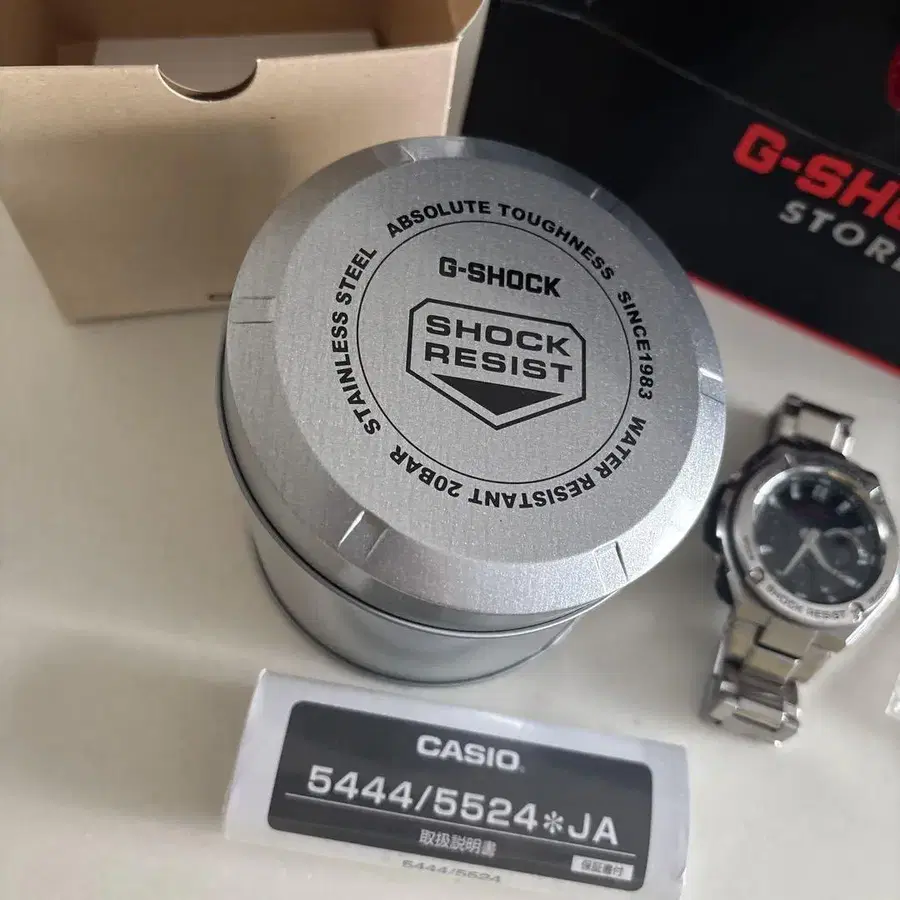 G-SHOCK
STORE
STAINLESS STEEL ABSOLUTE TOUGHNESS SINCE1983 WATER RESISTANT 20BAR
G-SHOCK
SHOCK
RESIST
SHOCK RESIST
CASIO
5444/5524*JA
取扱説明書
保証書付
5444/5524